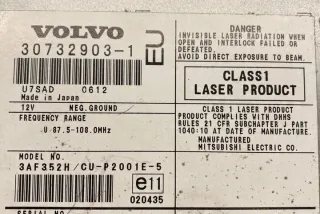 VOLVO
30732903-1
EU
U7SAD 0612
Made in Japan
12V NEG.GROUND
FREQUENCY RANGE
U 87.5-108.0MHz
MODEL NO.
3AF352H/CU-P2001E-5
DANGER
INVISIBLE LASER RADIATION WHEN
OPEN AND INTERLOCK FAILED OR
DEFEATED.
AVOID DIRECT EXPOSURE TO BEAM.
CLASS1
LASER PRODUCT
CLASS 1 LASER PRODUCT
PRODUCT COMPLIES WITH DHHS
RULES 21 CFR SUBCHAPTER J PART
1040:10 AT DATE OF MANUFACTURE.
MANUFACTURED
MITSUBISHI ELECTRIC CO.
e11
020435
SERIAL NO.